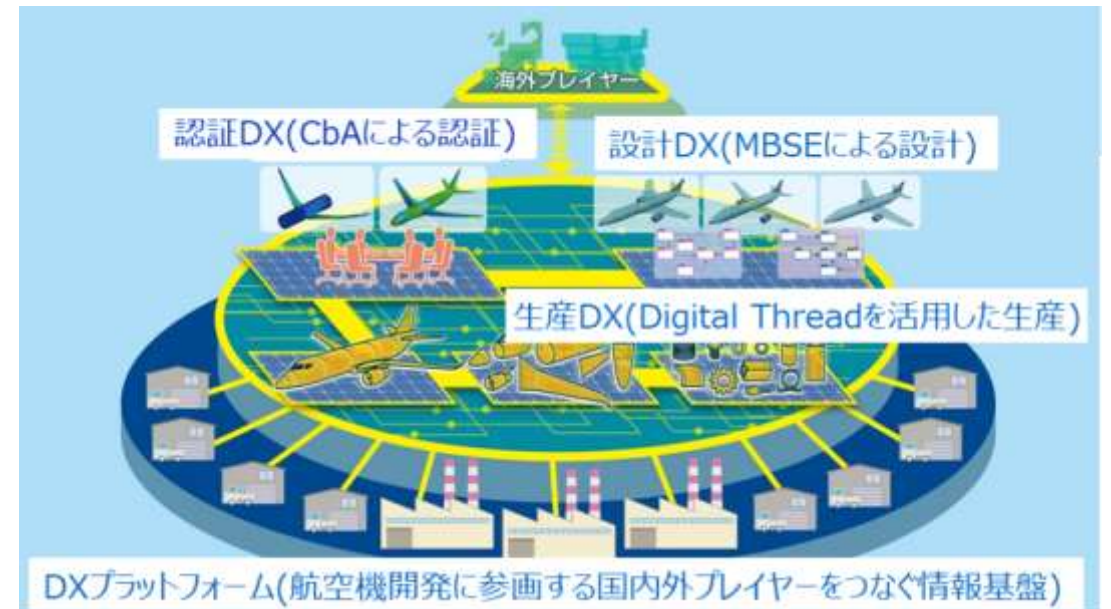 海外プレイヤー
認証DX(CbAによる認証)
設計DX(MBSEによる設計)
生産DX(Digital Threadを活用した生産)
DXプラットフォーム(航空機開発に参画する国内外プレイヤーをつなぐ情報基盤)